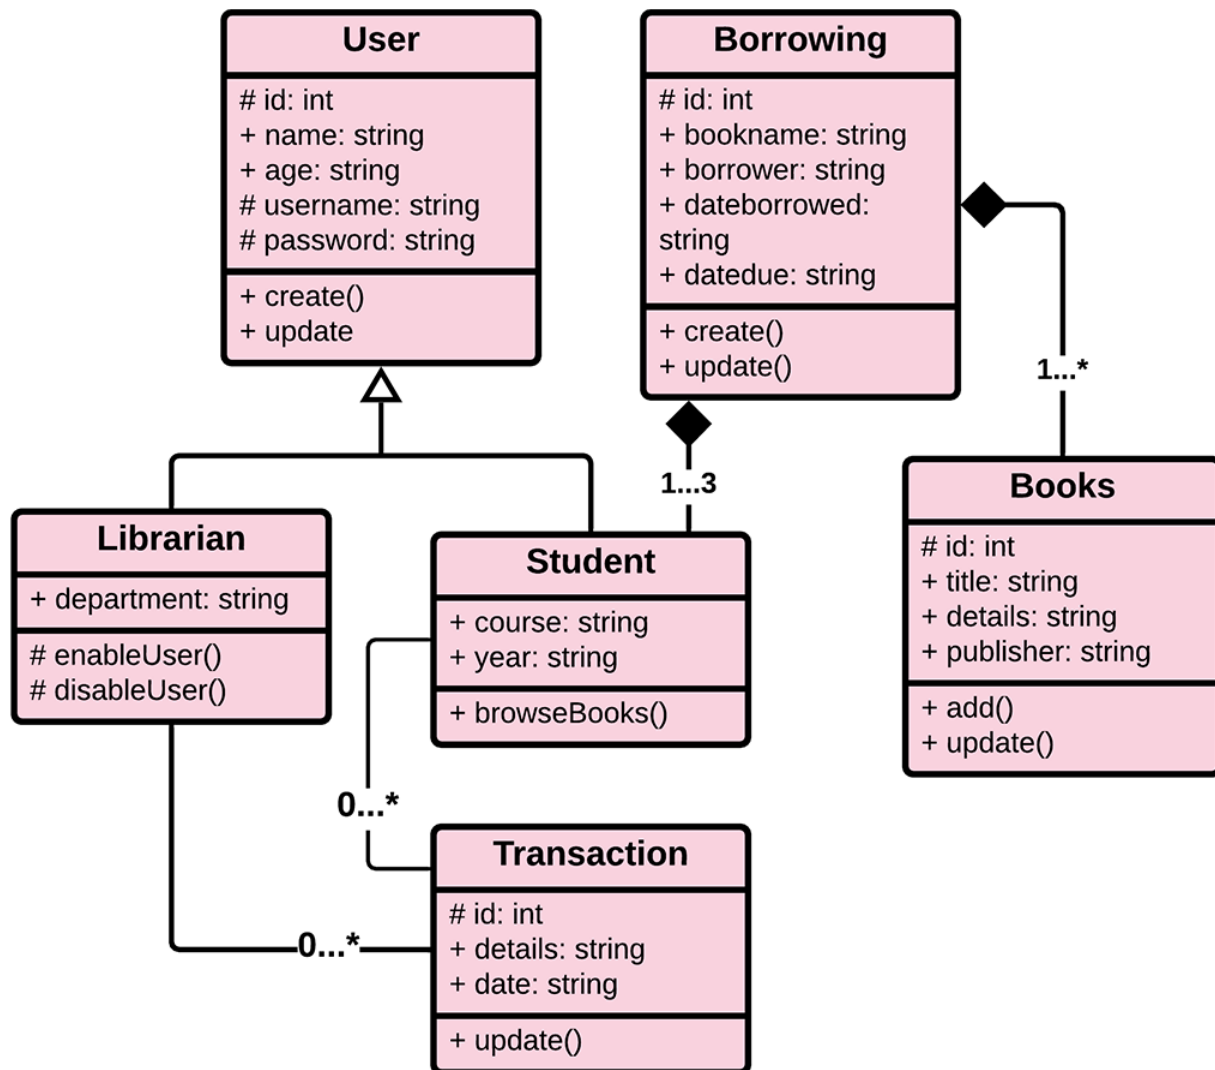 User
# id: int
+ name: string
+ age: string
# username: string
# password: string
+ create()
+ update
Borrowing
# id: int
+ bookname: string
+ borrower: string
+ dateborrowed:
string
+ datedue: string
+ create()
+ update()
1...*
1...3
Librarian
+ department: string
# enableUser()
# disableUser()
Student
+ course: string
+ year: string
+ browseBooks()
Books
# id: int
+ title: string
+ details: string
+ publisher: string
+ add()
+ update()
0...*
0...*
Transaction
# id: int
+ details: string
+ date: string
+ update()